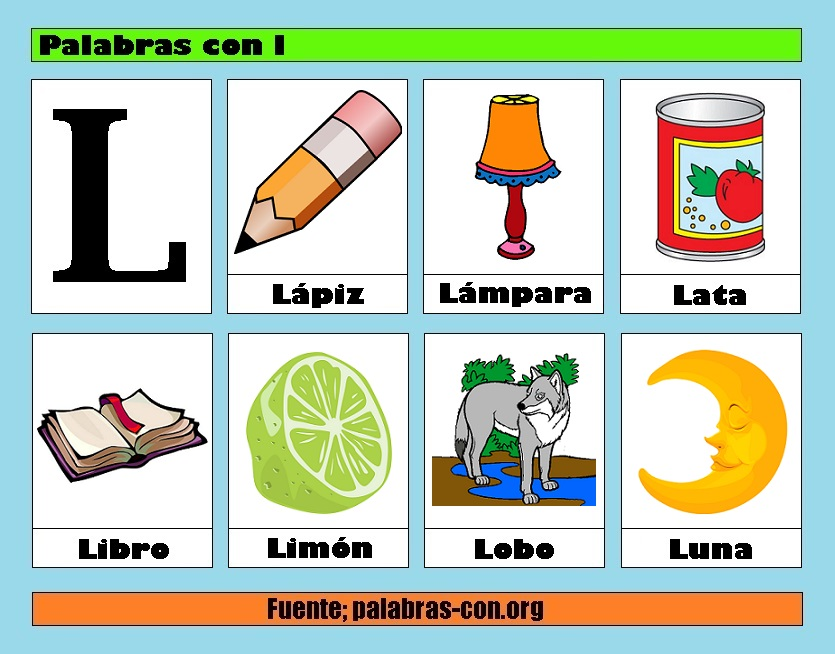 Palabras con l
L
Lápiz
Lámpara
Lata
Libro
Limón
Lobo
Luna
Fuente; palabras-con.org